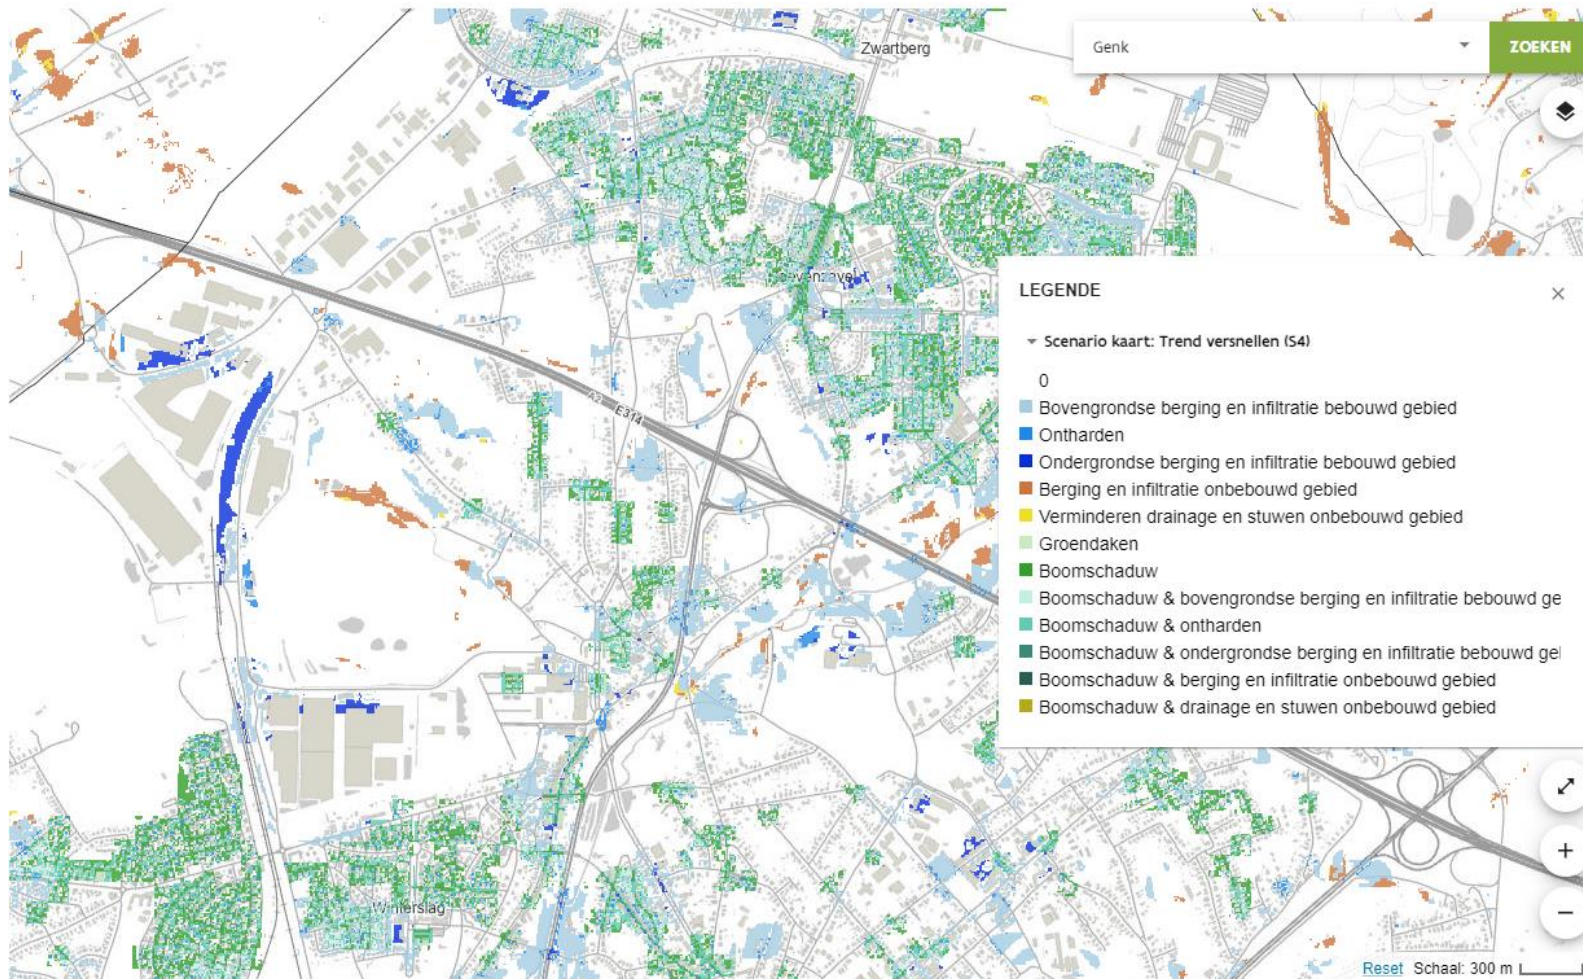 Zwartberg
Genk
ZOEKEN
LEGENDE
Scenario kaart: Trend versnellen (S4)
0
Bovengrondse berging en infiltratie bebouwd gebied
Ontharden
Ondergrondse berging en infiltratie bebouwd gebied
Berging en infiltratie onbebouwd gebied
Verminderen drainage en stuwen onbebouwd gebied
Groendaken
Boomschaduw
Boomschaduw & bovengrondse berging en infiltratie bebouwd ge
Boomschaduw & ontharden
Boomschaduw & ondergrondse berging en infiltratie bebouwd gel
Boomschaduw & berging en infiltratie onbebouwd gebied
Boomschaduw & drainage en stuwen onbebouwd gebied
A2 E314
Winterslag
Reset Schaal: 300 m